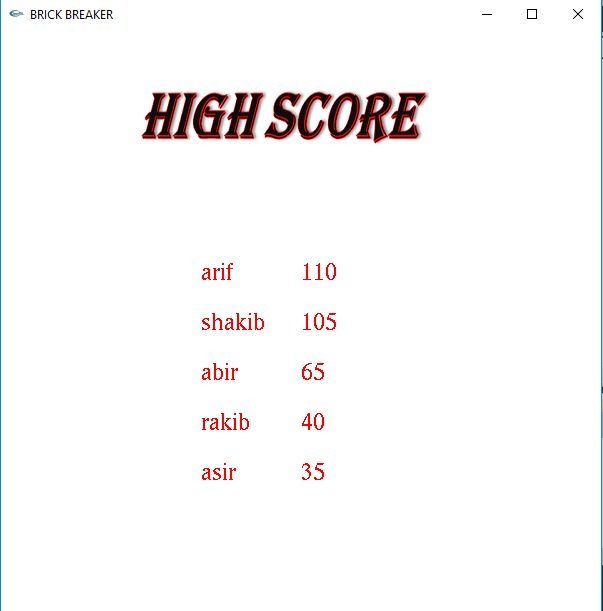 BRICK BREAKER
HIGH SCORE
arif 110
shakib 105
abir 65
rakib 40
asir 35